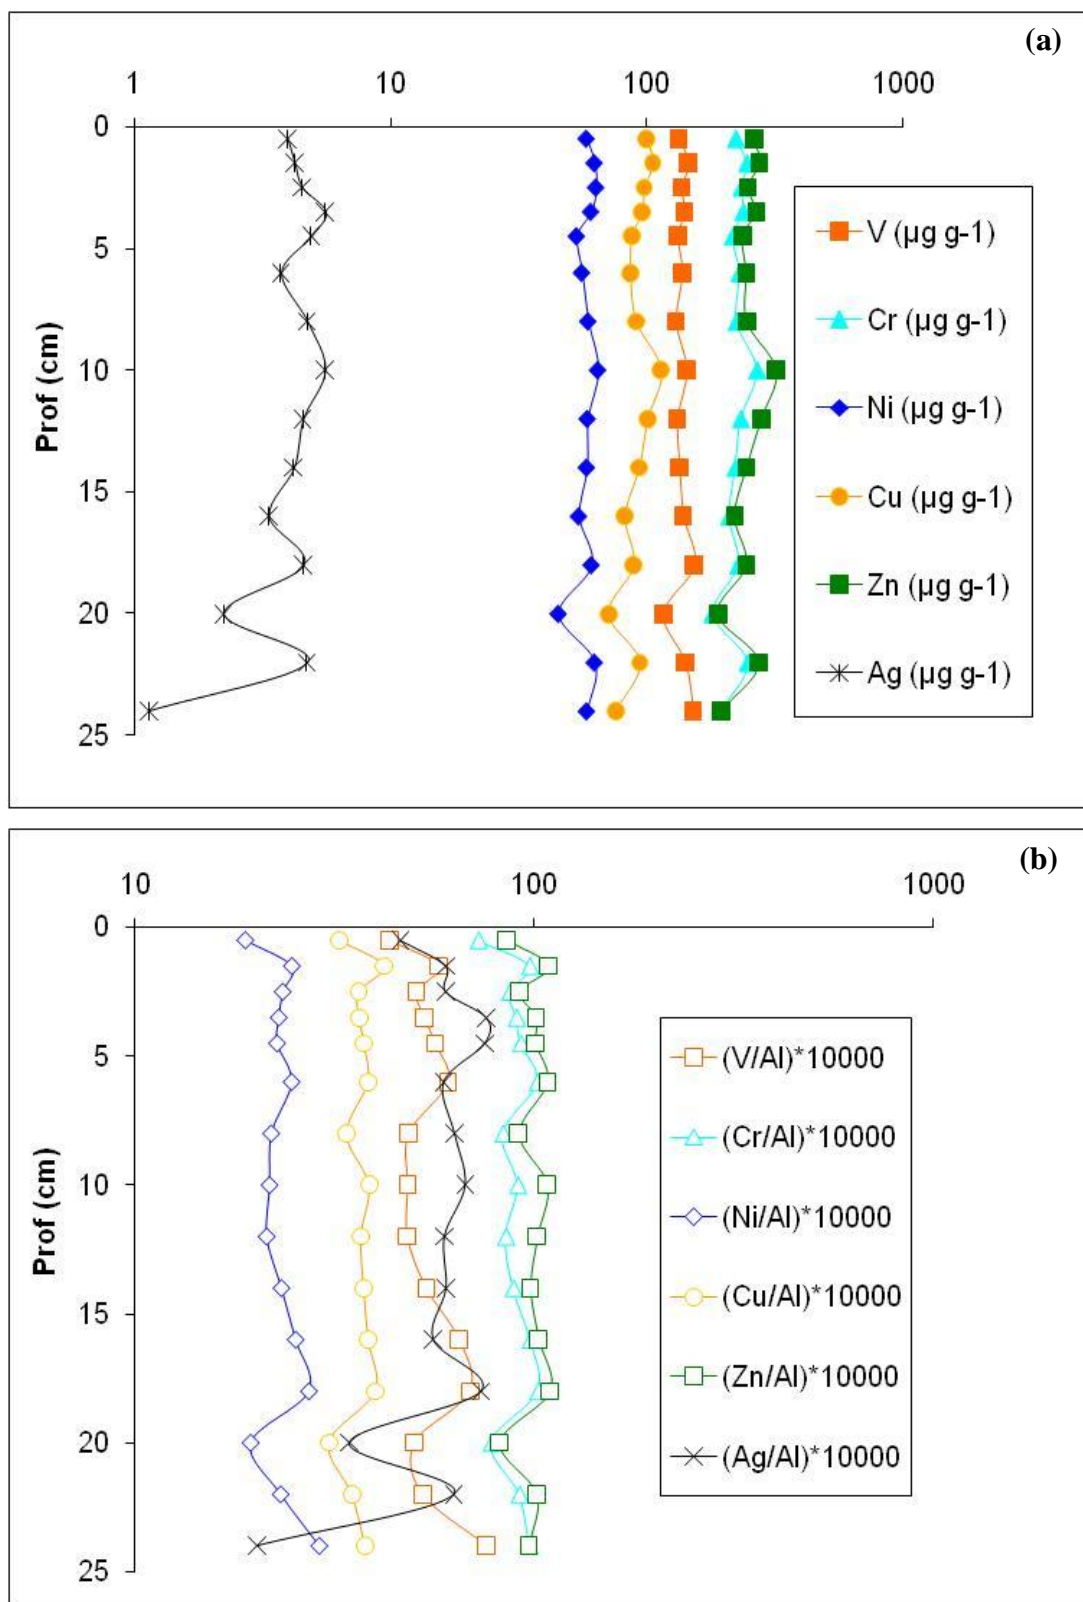 (a)
1 10 100 1000
0
5
10
15
20
25
Prof (cm)
V (µg g-1)
Cr (µg g-1)
Ni (µg g-1)
Cu (µg g-1)
Zn (µg g-1)
Ag (µg g-1)
(b)
10 100 1000
0
5
10
15
20
25
Prof (cm)
(V/Al)*10000
(Cr/Al)*10000
(Ni/Al)*10000
(Cu/Al)*10000
(Zn/Al)*10000
(Ag/Al)*10000